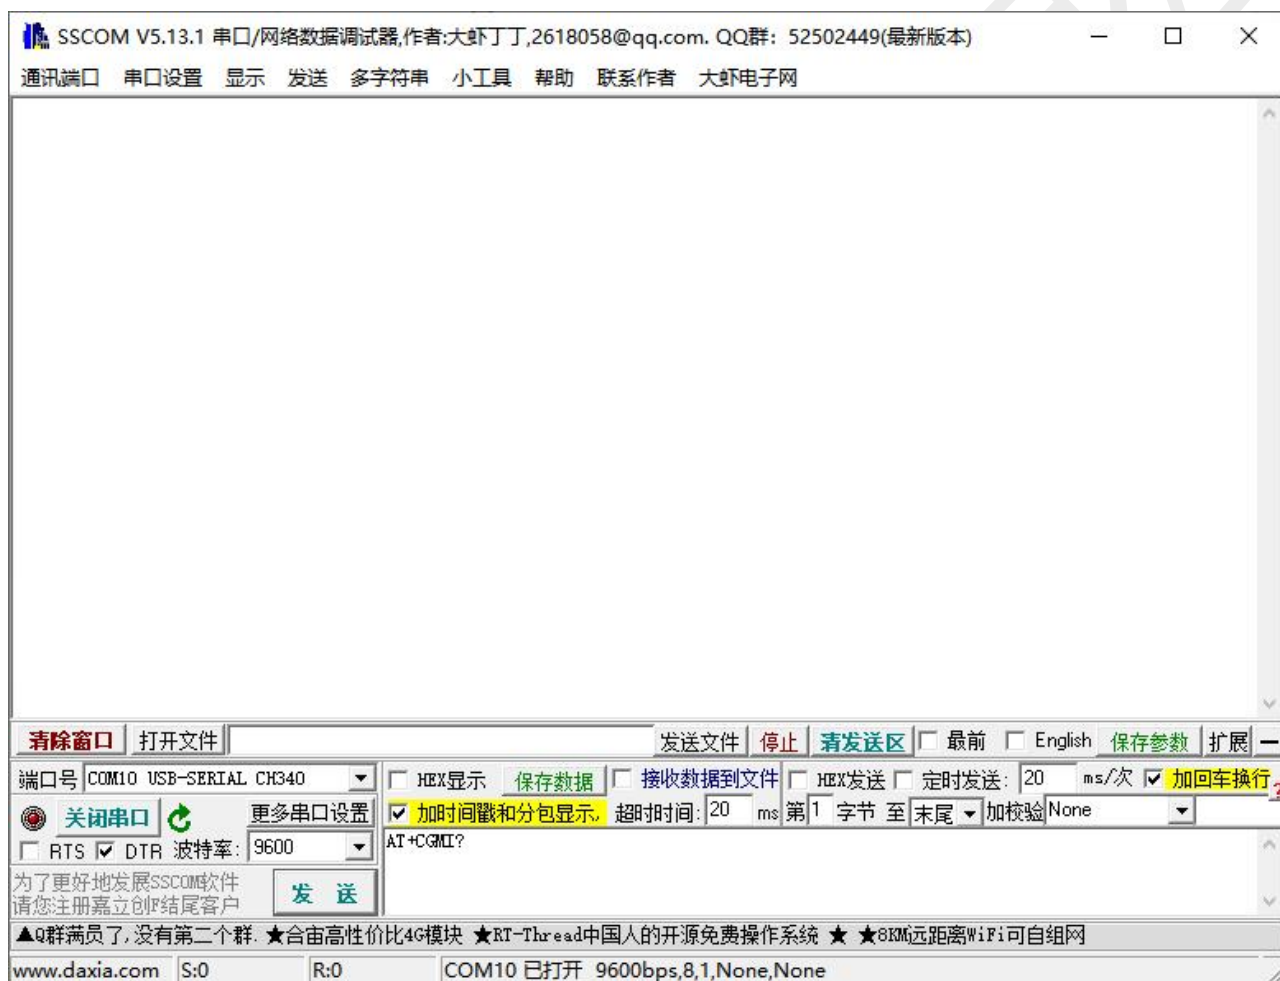 SSCOM V5.13.1 串口/网络数据调试器,作者:大虾丁丁,2618058@qq.com. QQ群: 52502449(最新版本)
通讯端口 串口设置 显示 发送 多字符串 小工具 帮助 联系作者 大虾电子网
清除窗口 打开文件 发送文件 停止 清发送区 最前 English 保存参数 扩展 —
端口号 COM10 USB-SERIAL CH340 HEX显示 保存数据 接收数据到文件 HEX发送 定时发送: 20 ms/次 加回车换行
关闭串口 更多串口设置 加时间戳和分包显示, 超时时间: 20 ms 第1 字节 至 末尾 加校验 None
RTS DTR 波特率: 9600 AT+CGMI?
为了更好地发展SSCOM软件
请您注册嘉立创F结尾客户
发 送
▲Q群满员了,没有第二个群. ★合宙高性价比4G模块 ★RT-Thread中国人的开源免费操作系统 ★ ★8KM远距离WiFi可自组网
www.daxia.com S:0 R:0 COM10 已打开 9600bps,8,1,None,None